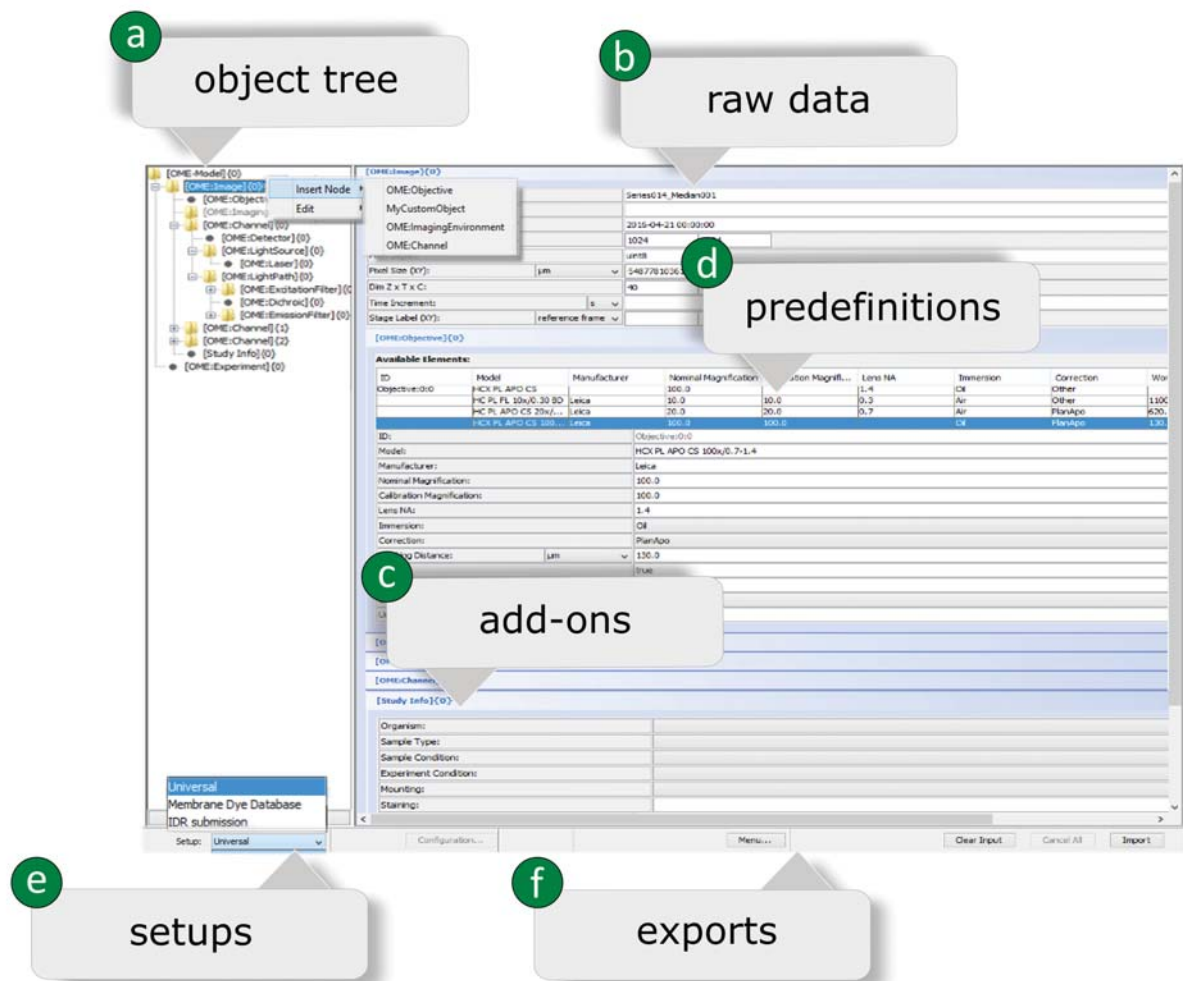 a
object tree
b
raw data
[OME-Model]{0}
[OME:Image]{0}
[OME:Objecti
[OME:Imaging
[OME:Channel]{0}
[OME:Detector]{0}
[OME:LightSource]{0}
[OME:Laser]{0}
[OME:LightPath]{0}
[OME:ExcitationFilter]{0
[OME:Dichroic]{0}
[OME:EmissionFilter]{0}
[OME:Channel]{1}
[OME:Channel]{2}
[Study Info]{0}
[OME:Experiment]{0}
Insert Node
Edit
OME:Objective
MyCustomObject
OME:ImagingEnvironment
OME:Channel
[OME:Image]{0}
Series014_Median001
1024
uint8
Pixel Size (XY): µm
Dim Z x T x C: 40
Time Increment: s
Stage Label (XY): reference frame
d
predefinitions
[OME:Objective]{0}
Available Elements:
ID Model Manufacturer Nominal Magnification Magnifi... Lens NA Immersion Correction
Objective:0:0 HCX PL APO CS 100.0 1.4 Oil Other
HC PL FL 10x/0.30 BD Leica 10.0 10.0 0.3 Air Other 1100
HC PL APO CS 20x/... Leica 20.0 20.0 0.7 Air PlanApo 620.
HCX PL APO CS 100... Leica 100.0 100.0 Oil PlanApo 130.
ID: Objective:0:0
Model: HCX PL APO CS 100x/0.7-1.4
Manufacturer: Leica
Nominal Magnification: 100.0
Calibration Magnification: 100.0
Lens NA: 1.4
Immersion: Oil
Correction: PlanApo
Distance: µm 130.0
true
c
add-ons
[OME:Channel
[Study Info]{0}
Organism:
Sample Type:
Sample Condition:
Experiment Condition:
Mounting:
Staining:
Universal
Membrane Dye Database
IDR submission
Setup: Universal Configuration... Menu... Clear Input Cancel All Import
e
setups
f
exports